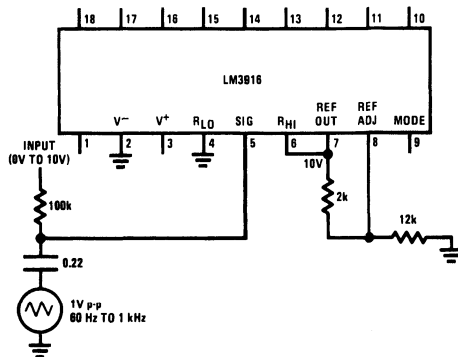 18 17 16 15 14 13 12 11 10
LM3916
V− V+ RLO SIG RHI REF OUT REF ADJ MODE
1 2 3 4 5 6 7 8 9
INPUT
(0V TO 10V)
10V
100k
2k
12k
0.22
1V p-p
60 Hz TO 1 kHz